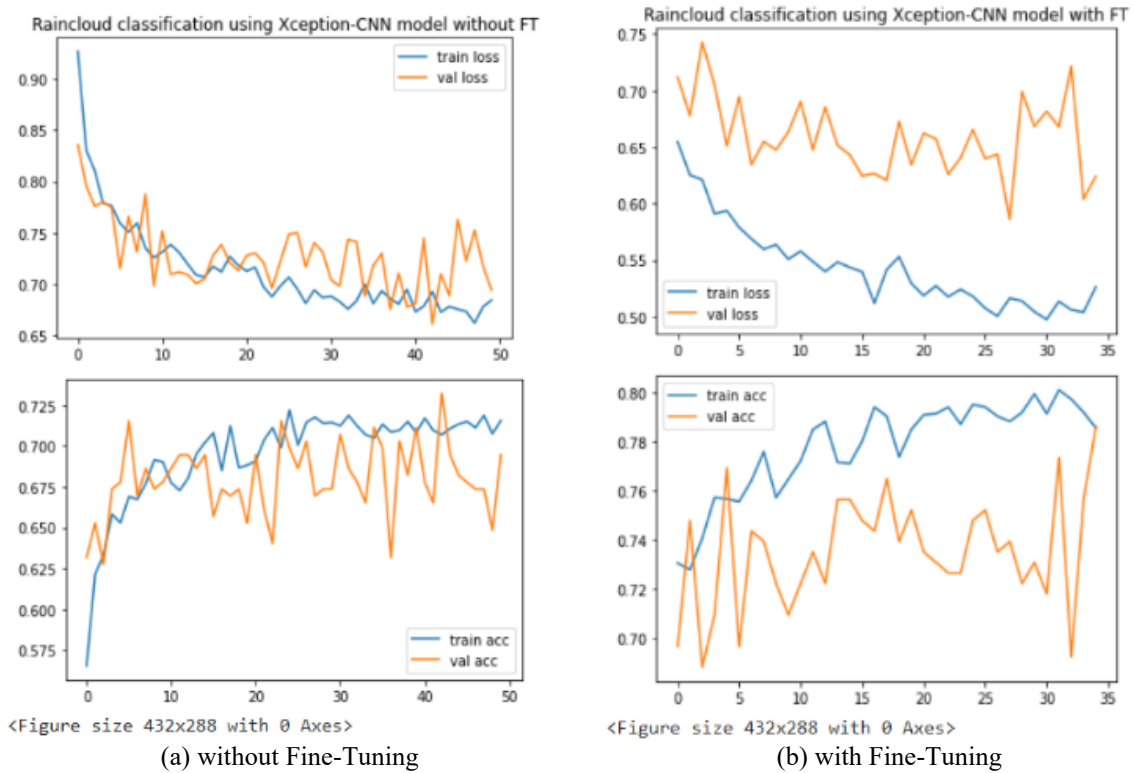 Raincloud classification using Xception-CNN model without FT
train loss
val loss
0.90
0.85
0.80
0.75
0.70
0.65
0 10 20 30 40 50
0.725
0.700
0.675
0.650
0.625
0.600
0.575
train acc
val acc
0 10 20 30 40 50
<Figure size 432x288 with 0 Axes>
(a) without Fine-Tuning
Raincloud classification using Xception-CNN model with FT
0.75
0.70
0.65
0.60
0.55
0.50
train loss
val loss
0 5 10 15 20 25 30 35
train acc
val acc
0.80
0.78
0.76
0.74
0.72
0.70
0 5 10 15 20 25 30 35
<Figure size 432x288 with 0 Axes>
(b) with Fine-Tuning